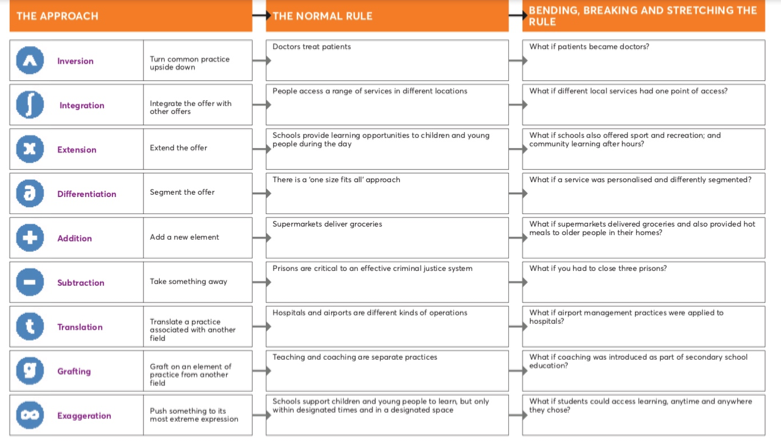 THE APPROACH
THE NORMAL RULE
BENDING, BREAKING AND STRETCHING THE
RULE
Inversion
Turn common practice
upside down
Doctors treat patients
What if patients became doctors?
Integration
Integrate the offer with
other offers
People access a range of services in different locations
What if different local services had one point of access?
x
Extension
Extend the offer
Schools provide learning opportunities to children and young
people during the day
What if schools also offered sport and recreation; and
community learning after hours?
Differentiation
Segment the offer
There is a 'one size fits all' approach
What if a service was personalised and differently segmented?
+
Addition
Add a new element
Supermarkets deliver groceries
What if supermarkets delivered groceries and also provided hot
meals to older people in their homes?
-
Subtraction
Take something away
Prisons are critical to an effective criminal justice system
What if you had to close three prisons?
t
Translation
Translate a practice
associated with another
field
Hospitals and airports are different kinds of operations
What if airport management practices were applied to
hospitals?
g
Grafting
Graft on an element of
practice from another
field
Teaching and coaching are separate practices
What if coaching was introduced as part of secondary school
education?
∞
Exaggeration
Push something to its
most extreme expression
Schools support children and young people to learn, but only
within designated times and in a designated space
What if students could access learning, anytime and anywhere
they chose?